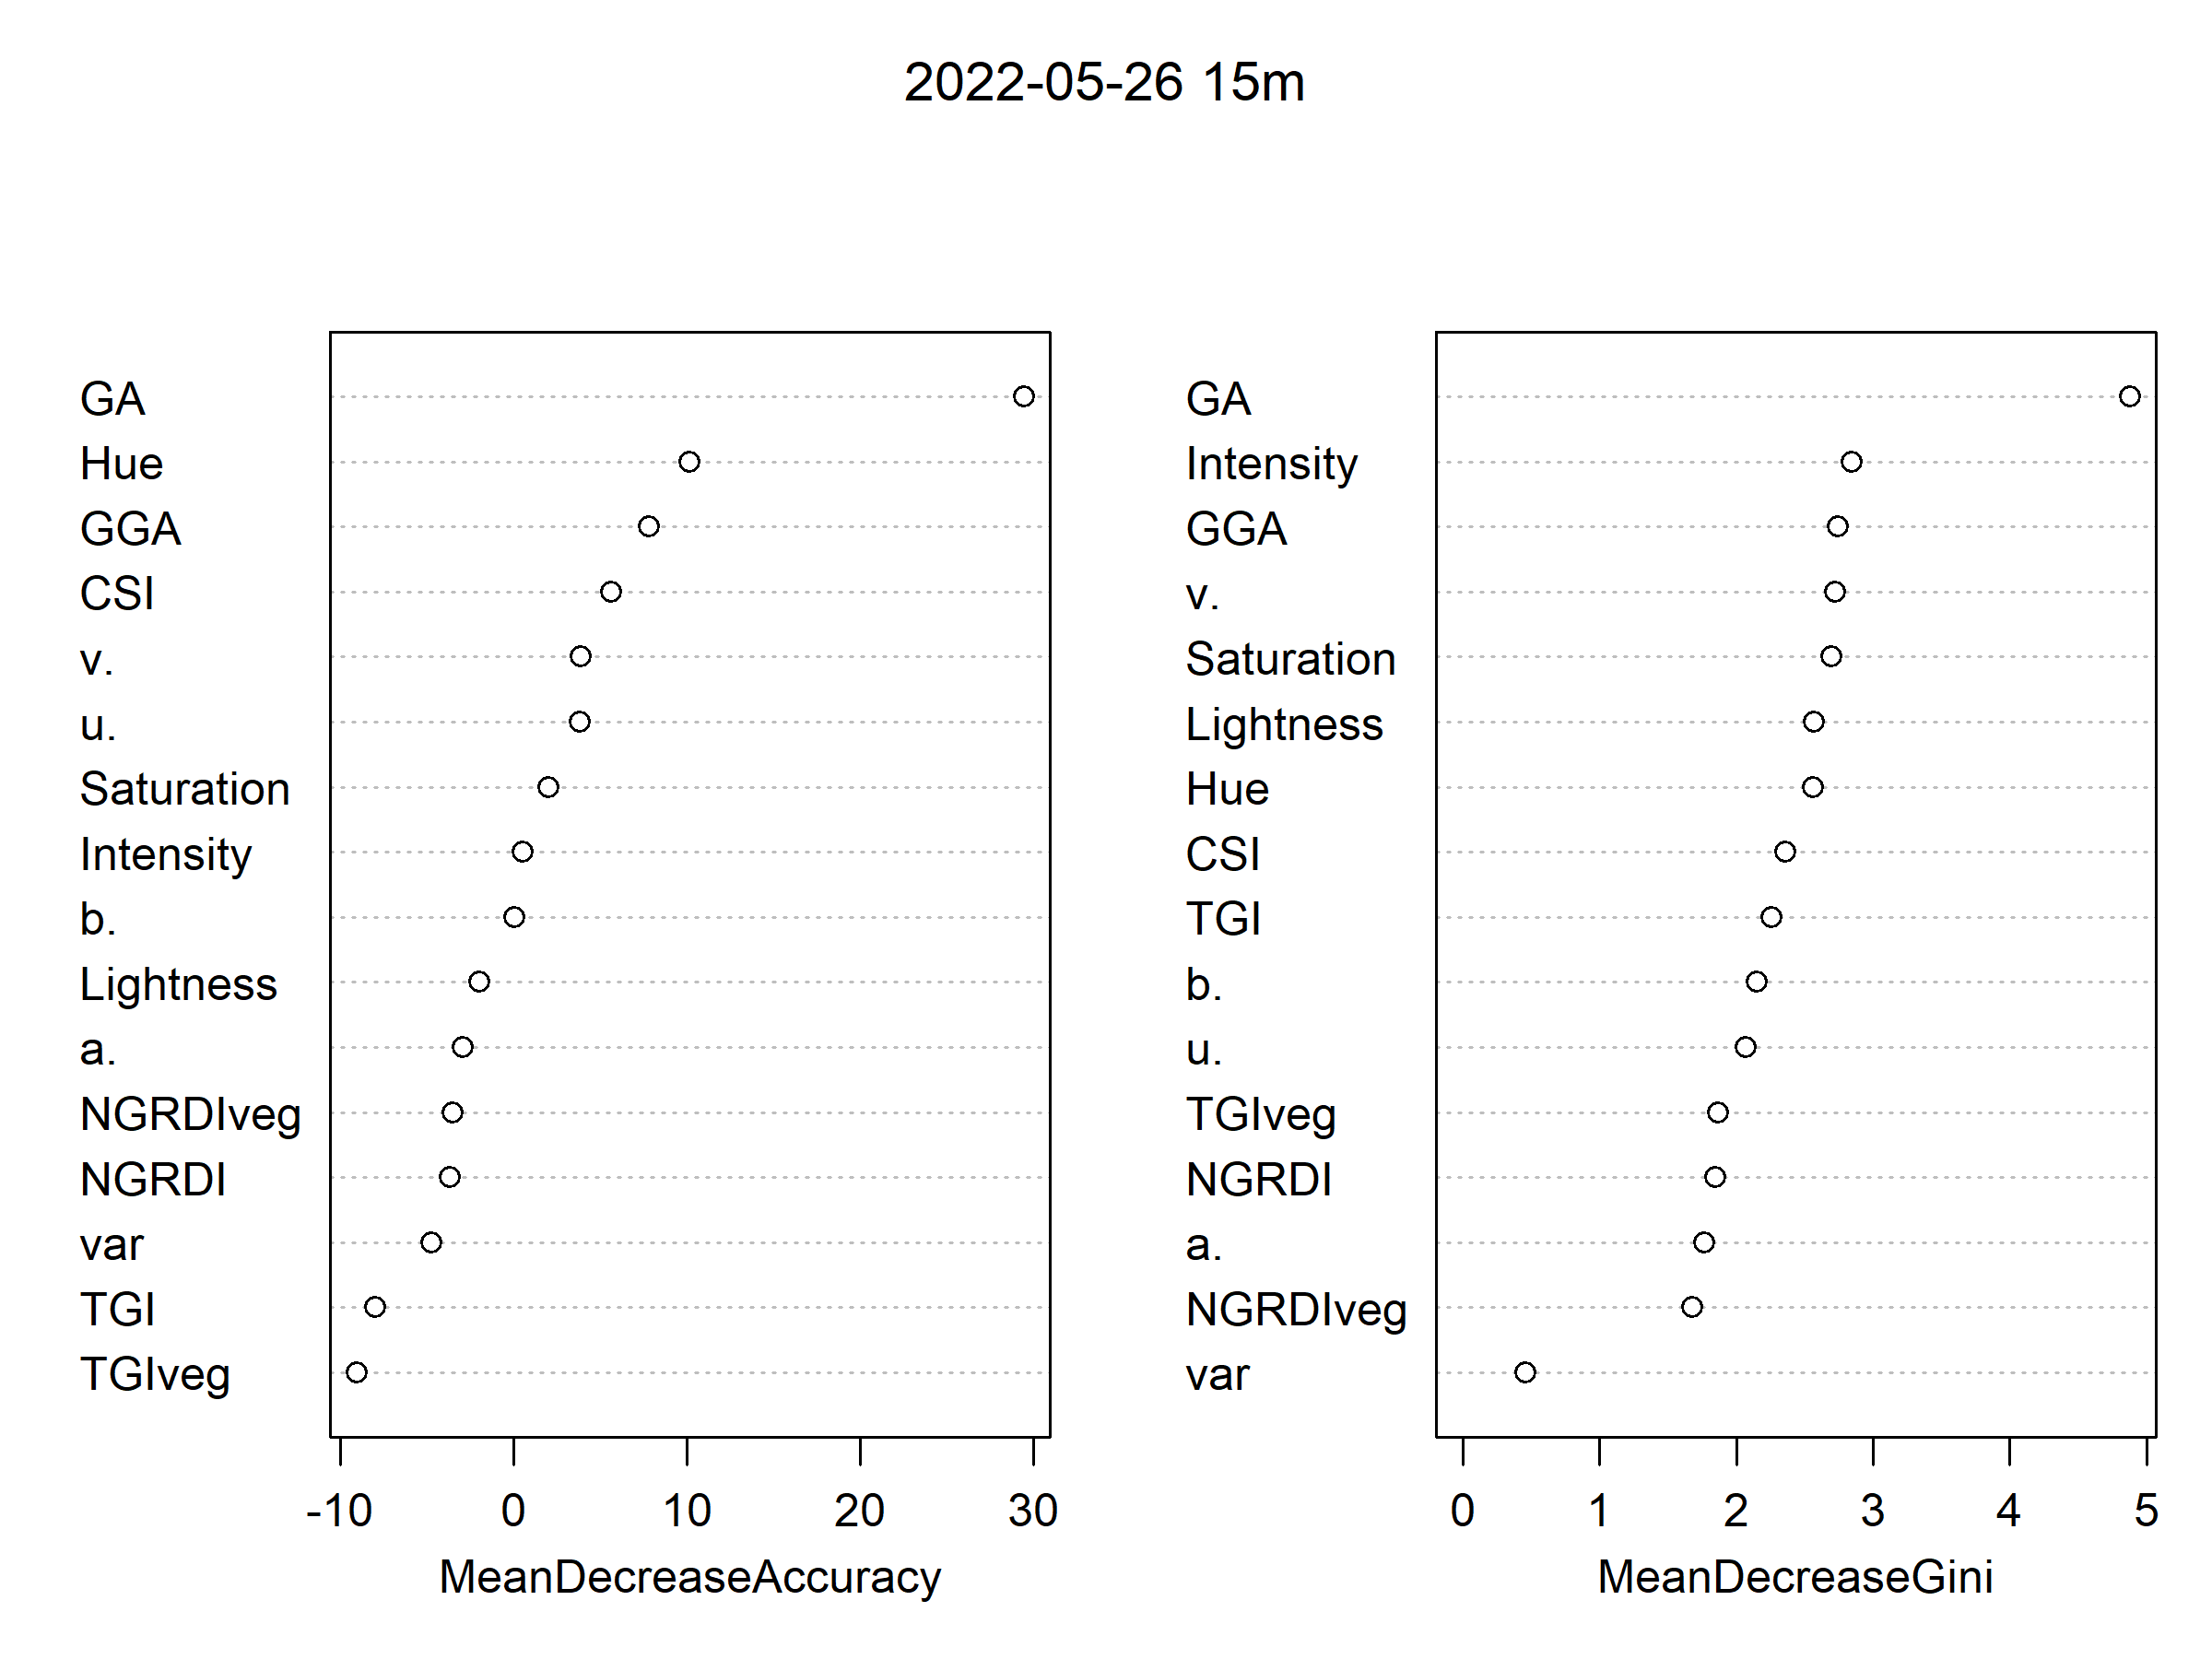 2022-05-26 15m
GA
Hue
GGA
CSI
v.
u.
Saturation
Intensity
b.
Lightness
a.
NGRDIveg
NGRDI
var
TGI
TGIveg
-10 0 10 20 30
MeanDecreaseAccuracy
GA
Intensity
GGA
v.
Saturation
Lightness
Hue
CSI
TGI
b.
u.
TGIveg
NGRDI
a.
NGRDIveg
var
0 1 2 3 4 5
MeanDecreaseGini